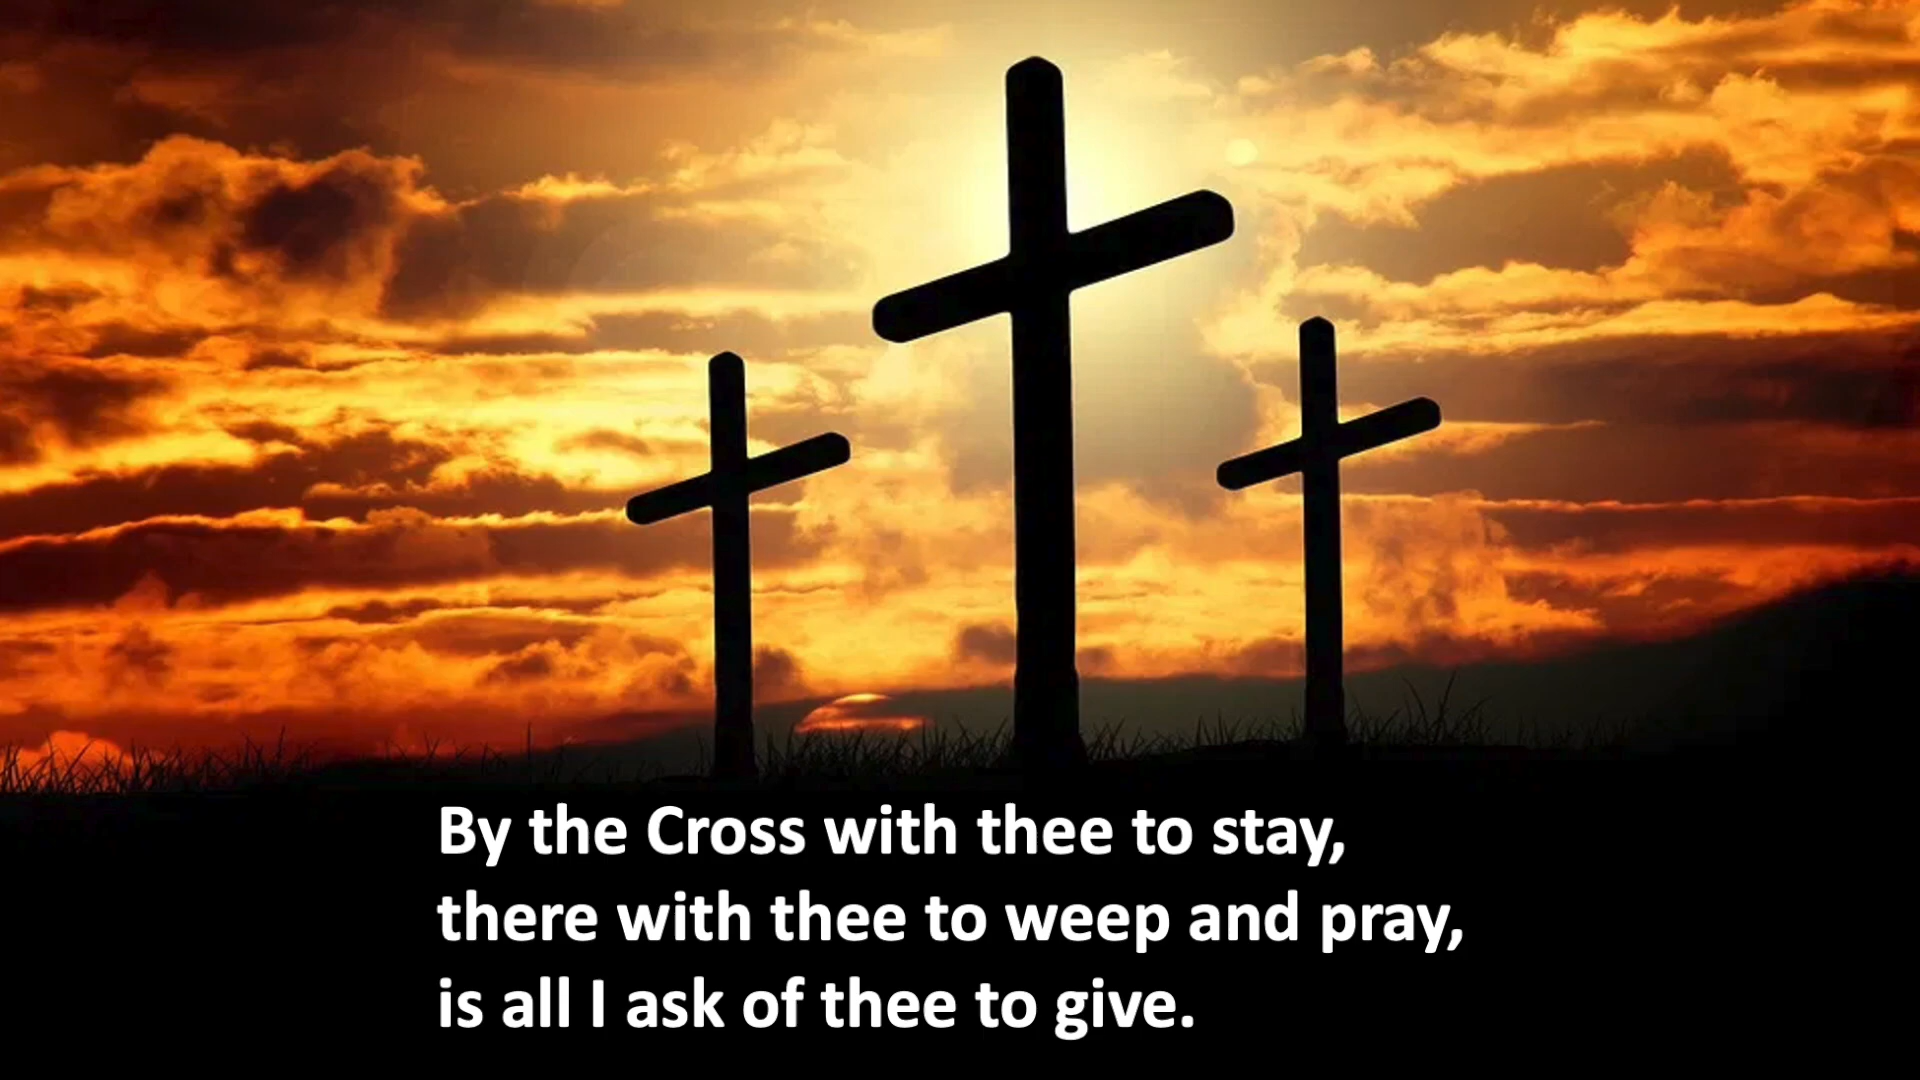 By the Cross with thee to stay,
there with thee to weep and pray,
is all I ask of thee to give.